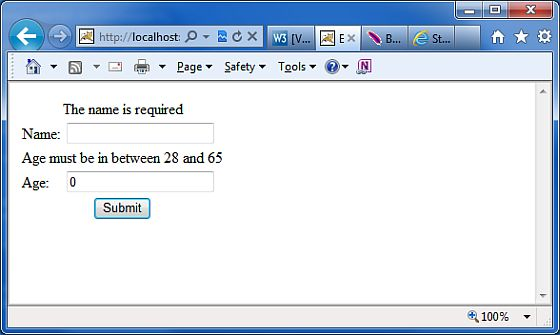 http://localhost:
W3 [V...
E
B...
St...
Page
Safety
Tools
The name is required
Name:
Age must be in between 28 and 65
Age: 0
Submit
100%